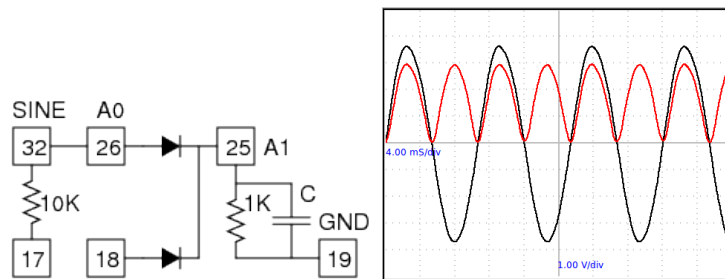 SINE A0
32 26 25 A1
10K 1K C
GND
17 18 19
4.00 mS/div
1.00 V/div